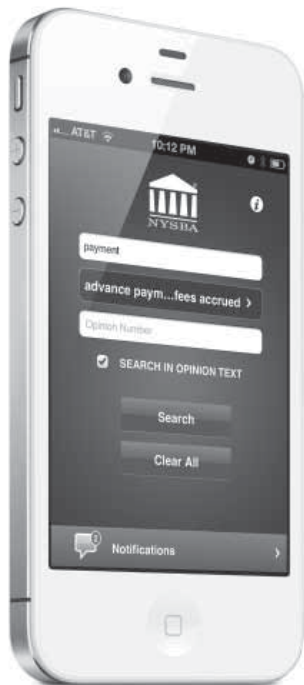 AT&T 10:12 PM
NYSBA
i
payment
advance paym...fees accrued >
Opinion Number
SEARCH IN OPINION TEXT
Search
Clear All
2
Notifications >